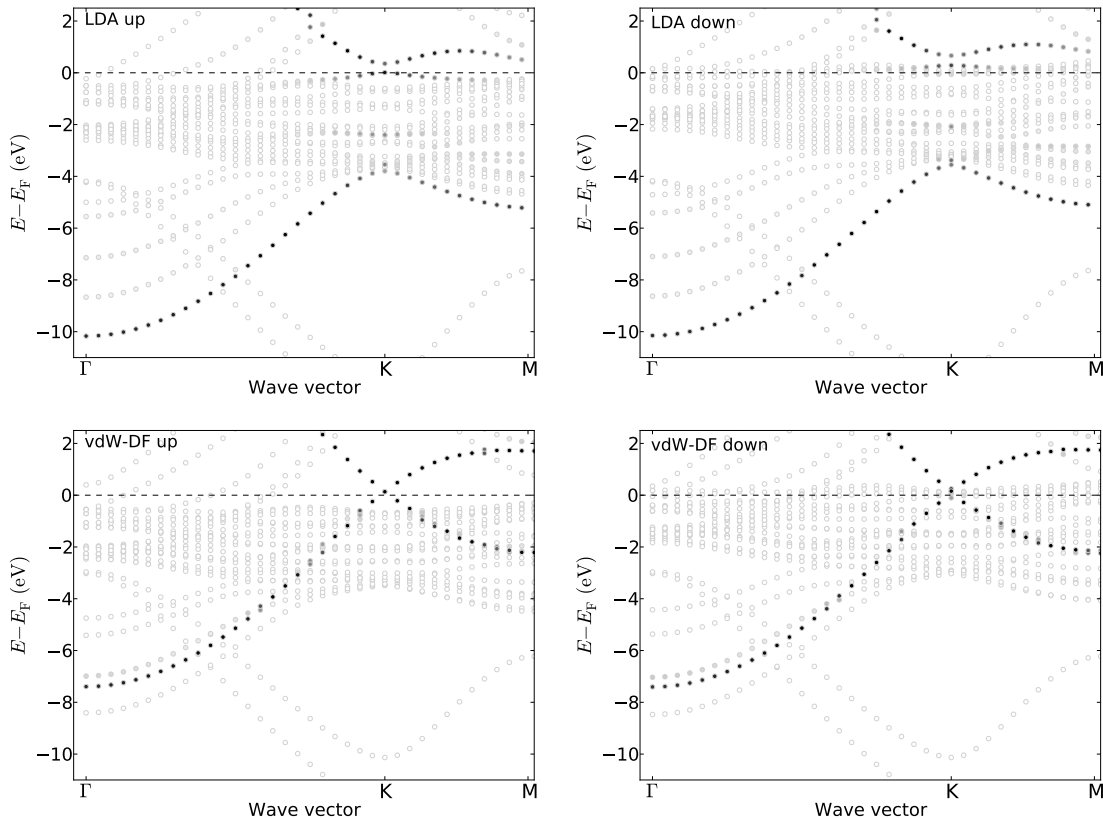 LDA up
E−E_F (eV)
2
0
−2
−4
−6
−8
−10
Γ
K
M
Wave vector
LDA down
E−E_F (eV)
2
0
−2
−4
−6
−8
−10
Γ
K
M
Wave vector
vdW-DF up
E−E_F (eV)
2
0
−2
−4
−6
−8
−10
Γ
K
M
Wave vector
vdW-DF down
E−E_F (eV)
2
0
−2
−4
−6
−8
−10
Γ
K
M
Wave vector